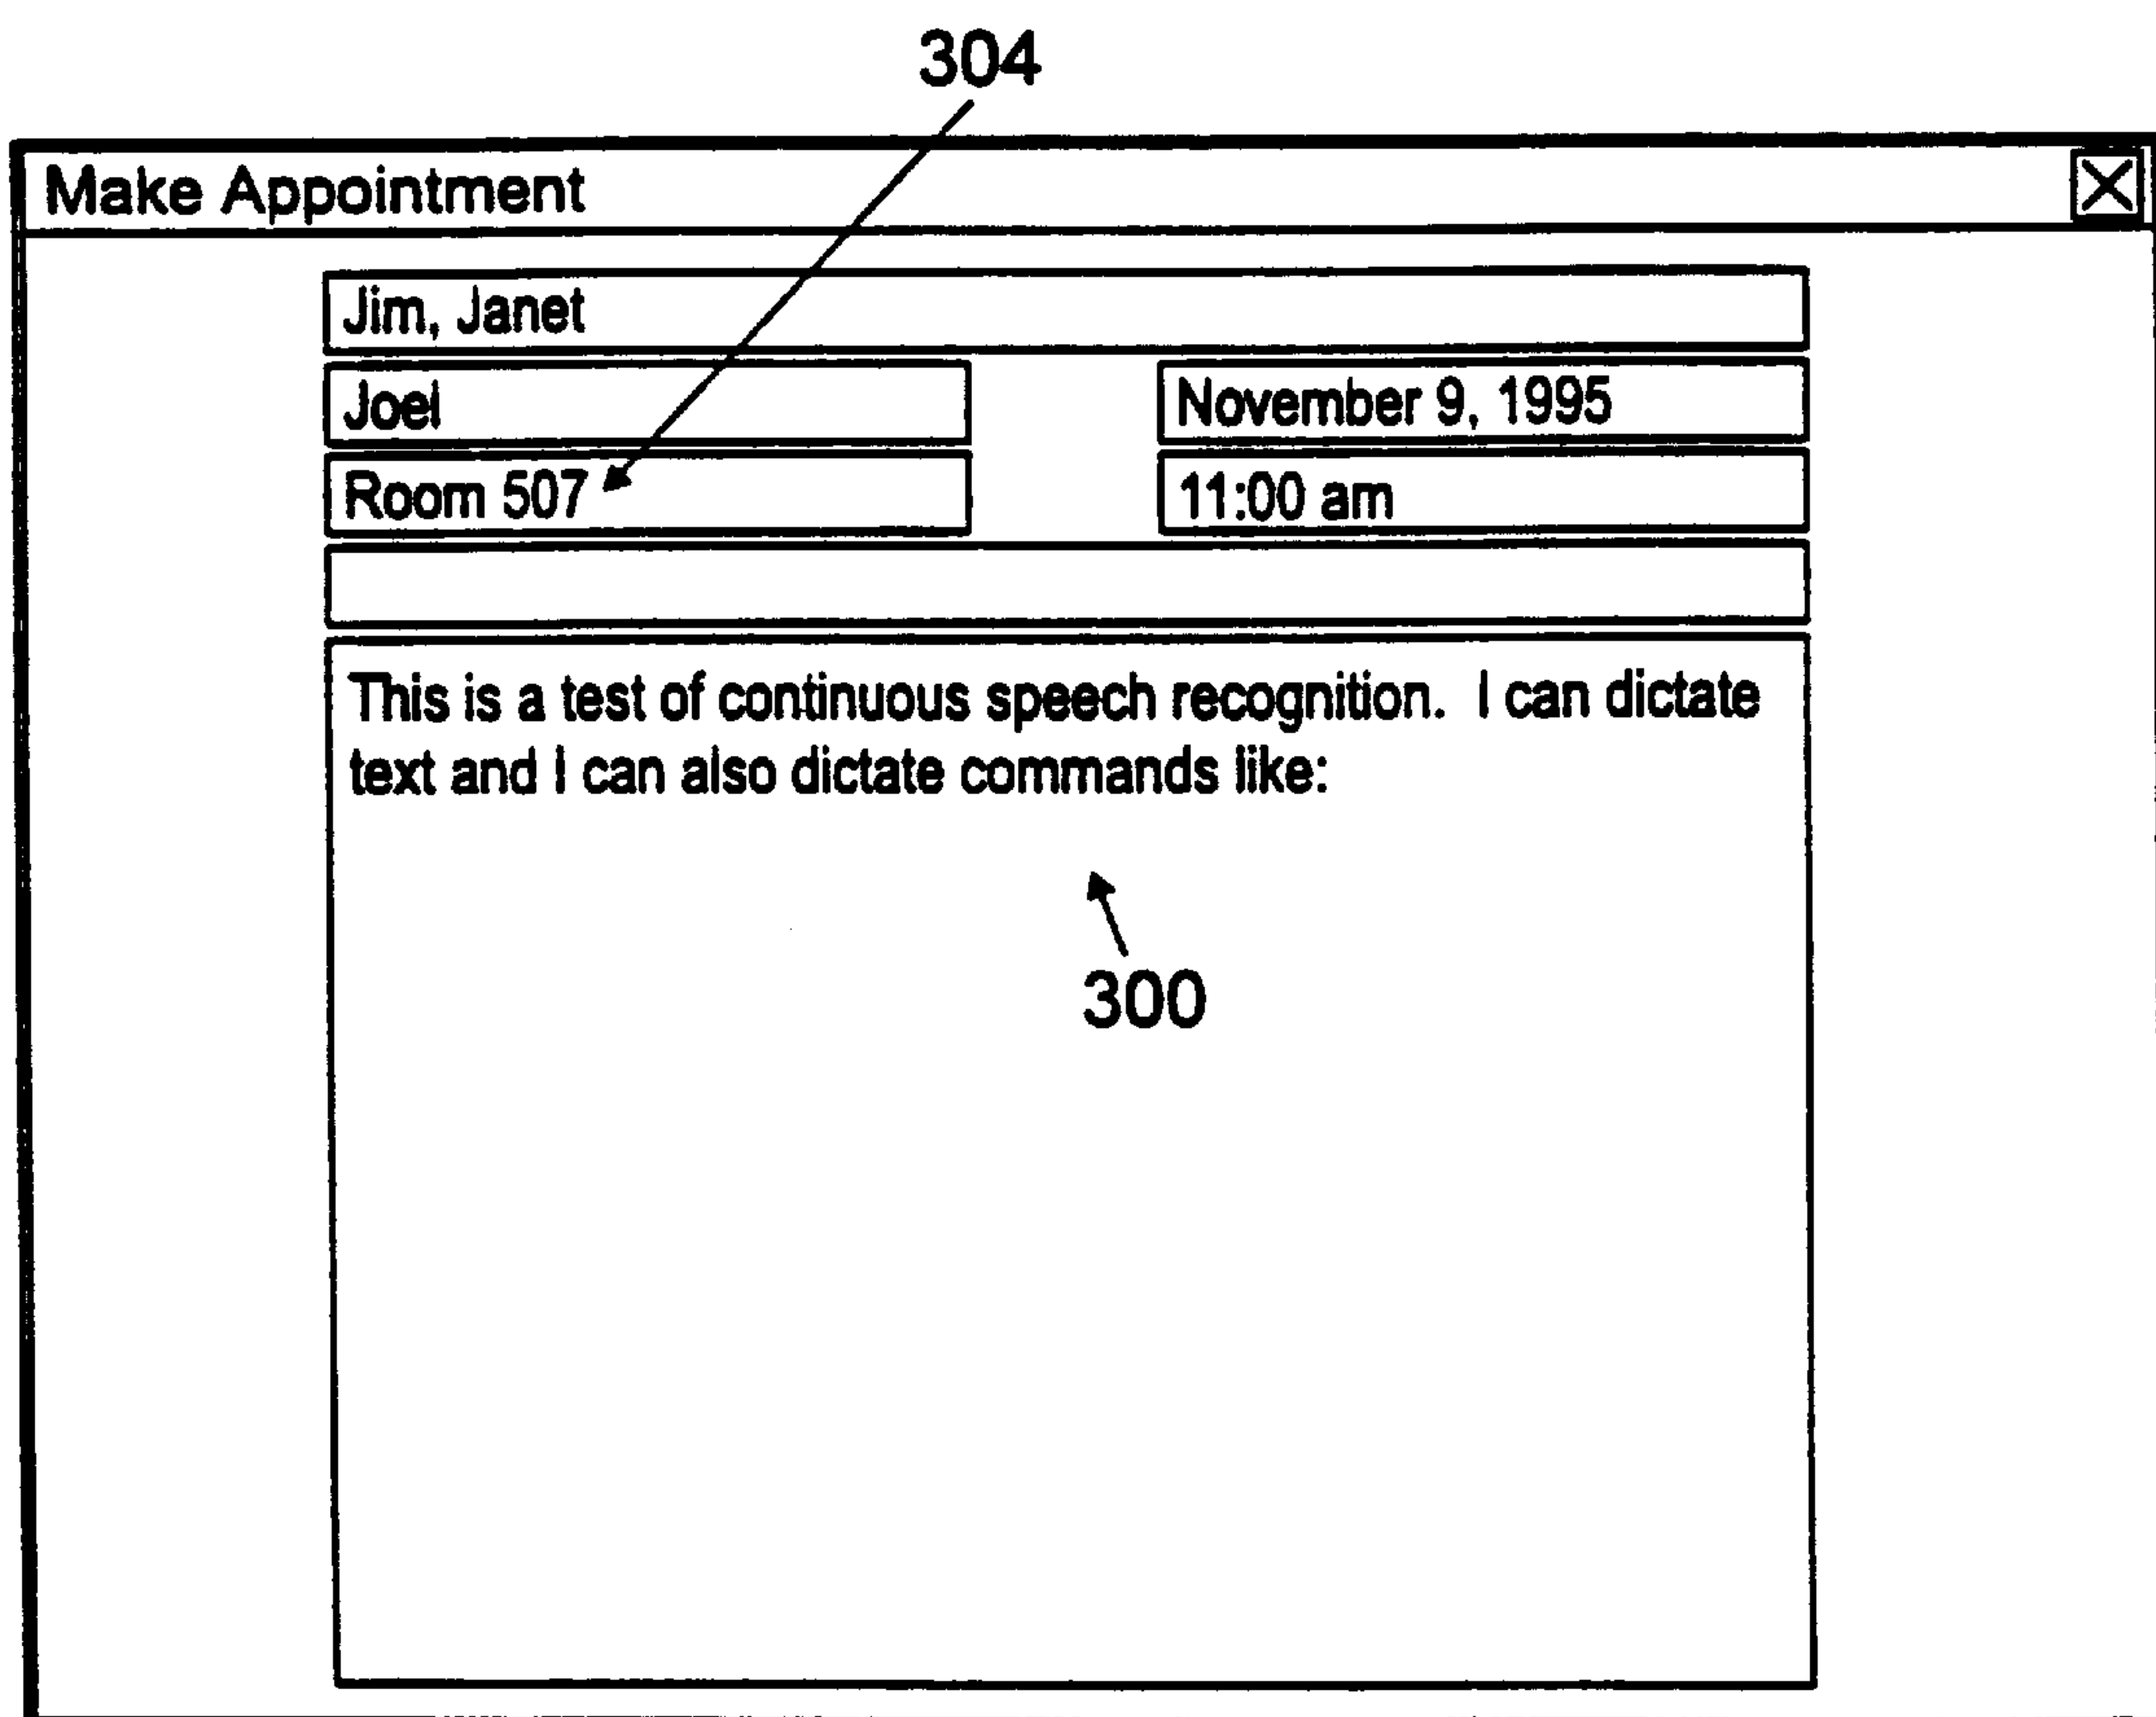 304
Make Appointment
Jim, Janet
Joel
November 9, 1995
Room 507
11:00 am
This is a test of continuous speech recognition.  I can dictate
text and I can also dictate commands like:
300